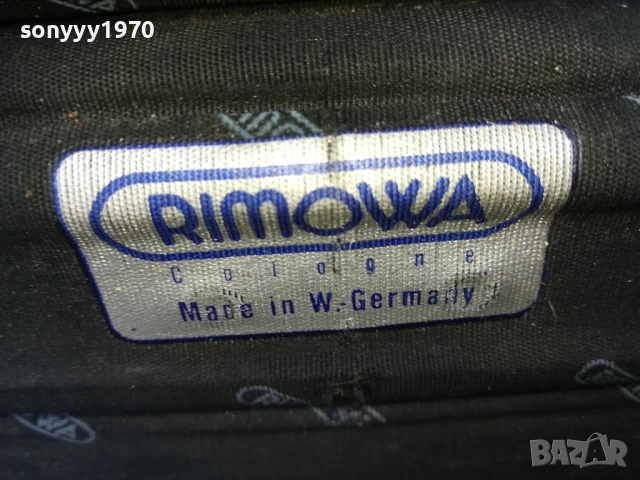 sonyyy1970
RIMOWA
Cologne
Made in W.-Germany
BAZAR